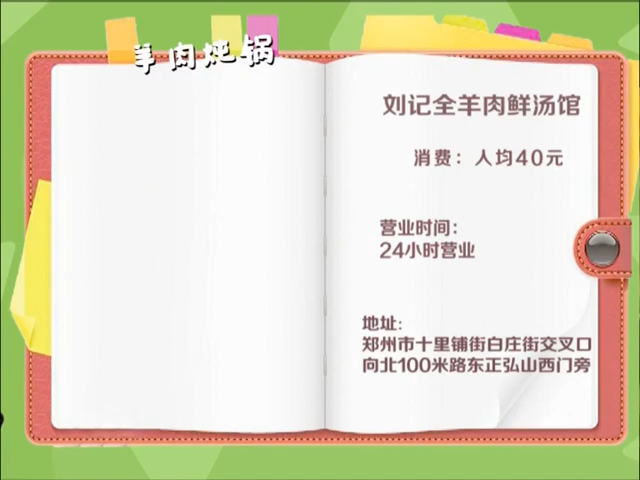 羊肉炖锅
刘记全羊肉鲜汤馆
消费：人均40元
营业时间：
24小时营业
地址：
郑州市十里铺街白庄街交叉口
向北100米路东正弘山西门旁